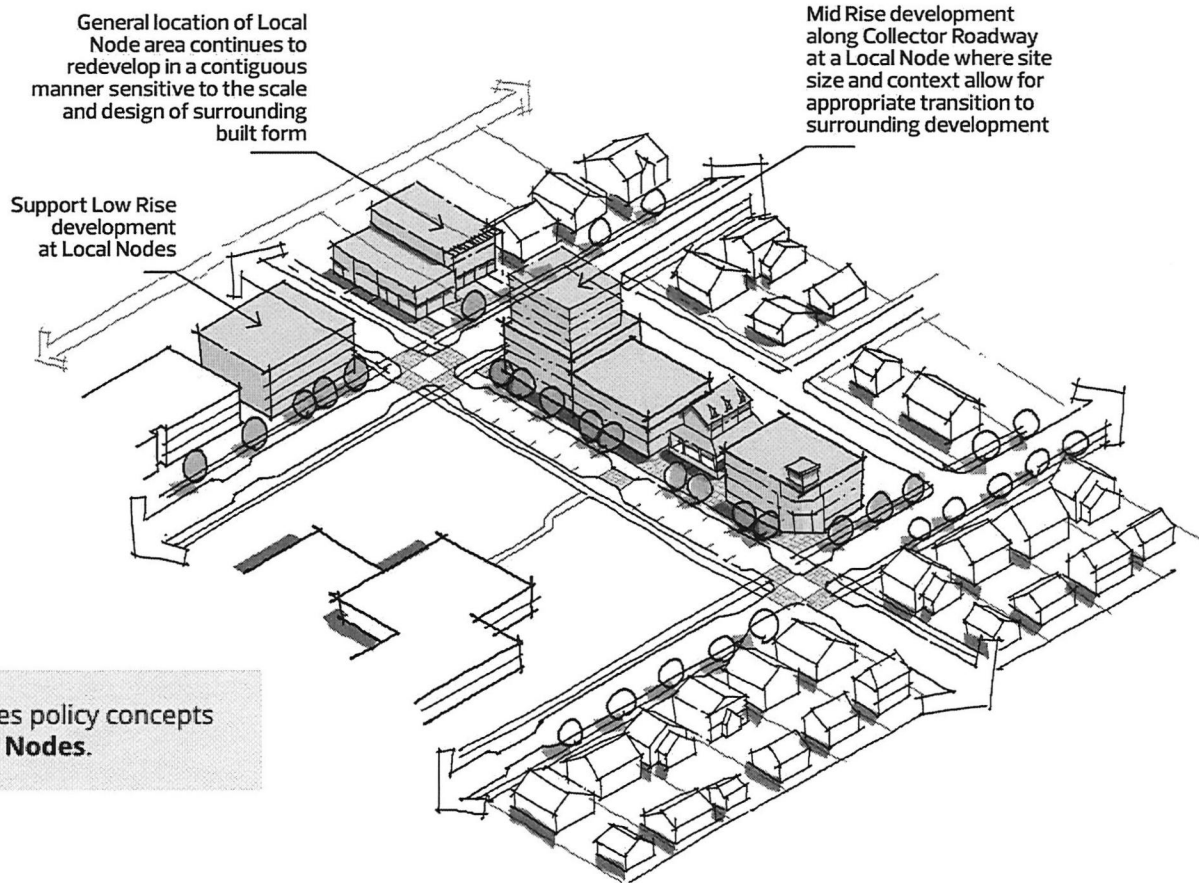 General location of Local
Node area continues to
redevelop in a contiguous
manner sensitive to the scale
and design of surrounding
built form
Mid Rise development
along Collector Roadway
at a Local Node where site
size and context allow for
appropriate transition to
surrounding development
Support Low Rise
development
at Local Nodes
es policy concepts
Nodes.